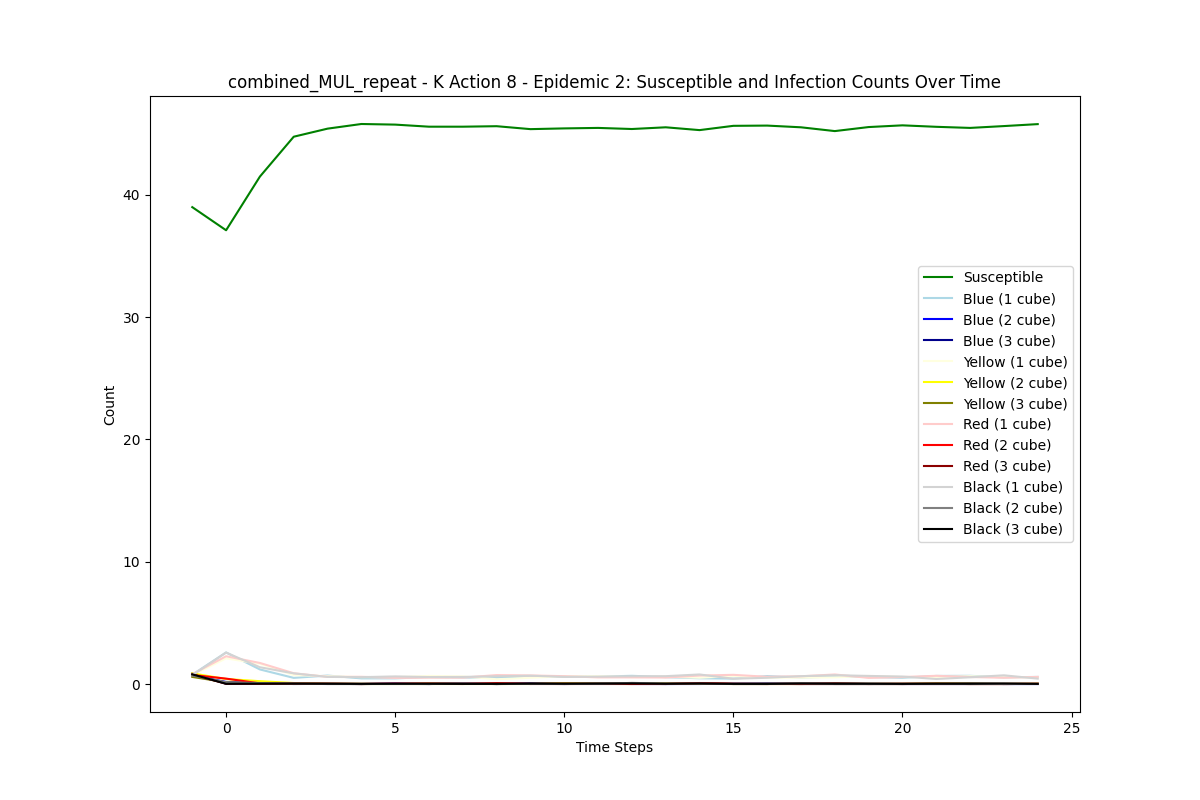 combined_MUL_repeat - K Action 8 - Epidemic 2: Susceptible and Infection Counts Over Time
40
30
20
10
0
Count
Susceptible
Blue (1 cube)
Blue (2 cube)
Blue (3 cube)
Yellow (1 cube)
Yellow (2 cube)
Yellow (3 cube)
Red (1 cube)
Red (2 cube)
Red (3 cube)
Black (1 cube)
Black (2 cube)
Black (3 cube)
0 5 10 15 20 25
Time Steps